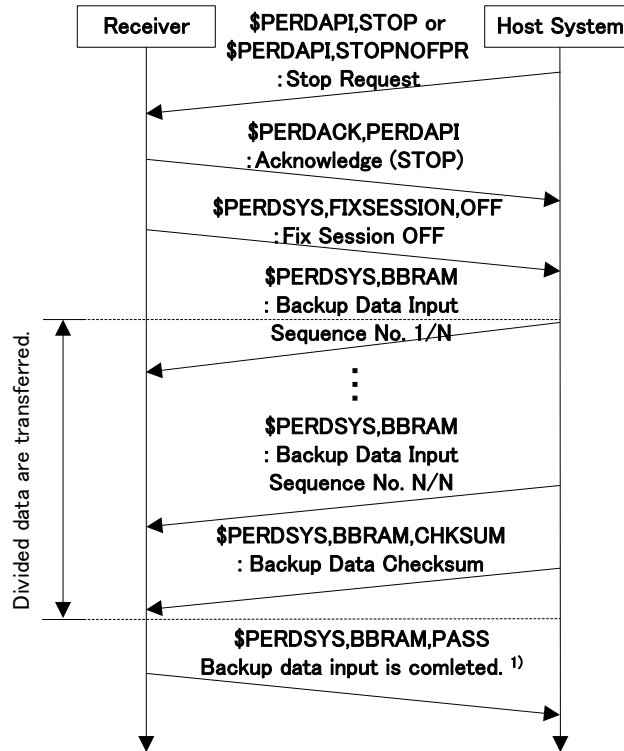 Receiver
Host System
$PERDAPI,STOP or
$PERDAPI,STOPNOFPR
: Stop Request
$PERDACK,PERDAPI
: Acknowledge (STOP)
$PERDSYS,FIXSESSION,OFF
: Fix Session OFF
$PERDSYS,BBRAM
: Backup Data Input
Sequence No. 1/N
Divided data are transferred.
$PERDSYS,BBRAM
: Backup Data Input
Sequence No. N/N
$PERDSYS,BBRAM,CHKSUM
: Backup Data Checksum
$PERDSYS,BBRAM,PASS
Backup data input is comleted. 1)